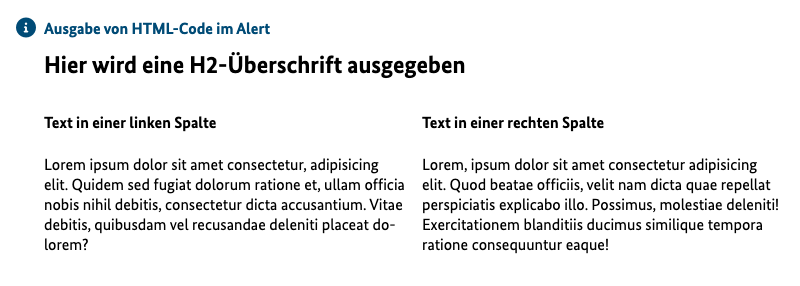 Ausgabe von HTML-Code im Alert
Hier wird eine H2-Überschrift ausgegeben
Text in einer linken Spalte
Lorem ipsum dolor sit amet consectetur, adipisicing
elit. Quidem sed fugiat dolorum ratione et, ullam officia
nobis nihil debitis, consectetur dicta accusantium. Vitae
debitis, quibusdam vel recusandae deleniti placeat do-
lorem?
Text in einer rechten Spalte
Lorem, ipsum dolor sit amet consectetur adipisicing
elit. Quod beatae officiis, velit nam dicta quae repellat
perspiciatis explicabo illo. Possimus, molestiae deleniti!
Exercitationem blanditiis ducimus similique tempora
ratione consequuntur eaque!